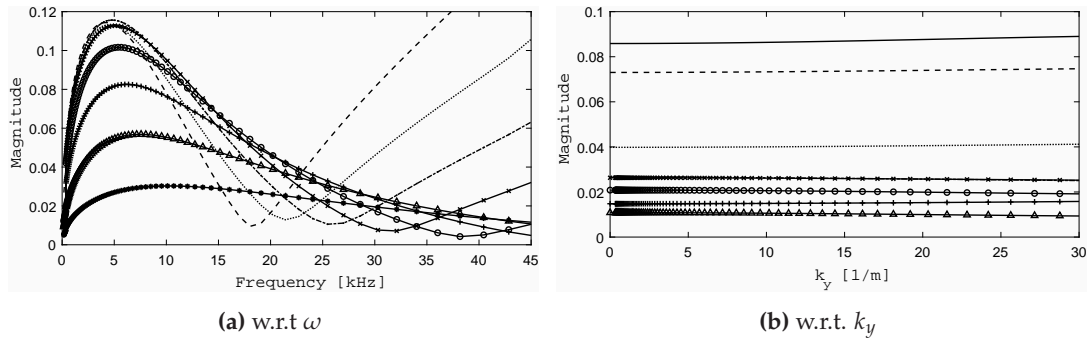 0.12
0.10
0.08
0.06
0.04
0.02
0
Magnitude
0 5 10 15 20 25 30 35 40 45
Frequency [kHz]
(a) w.r.t ω
0.1
0.08
0.06
0.04
0.02
0
Magnitude
0 5 10 15 20 25 30
k_y [1/m]
(b) w.r.t. k_y